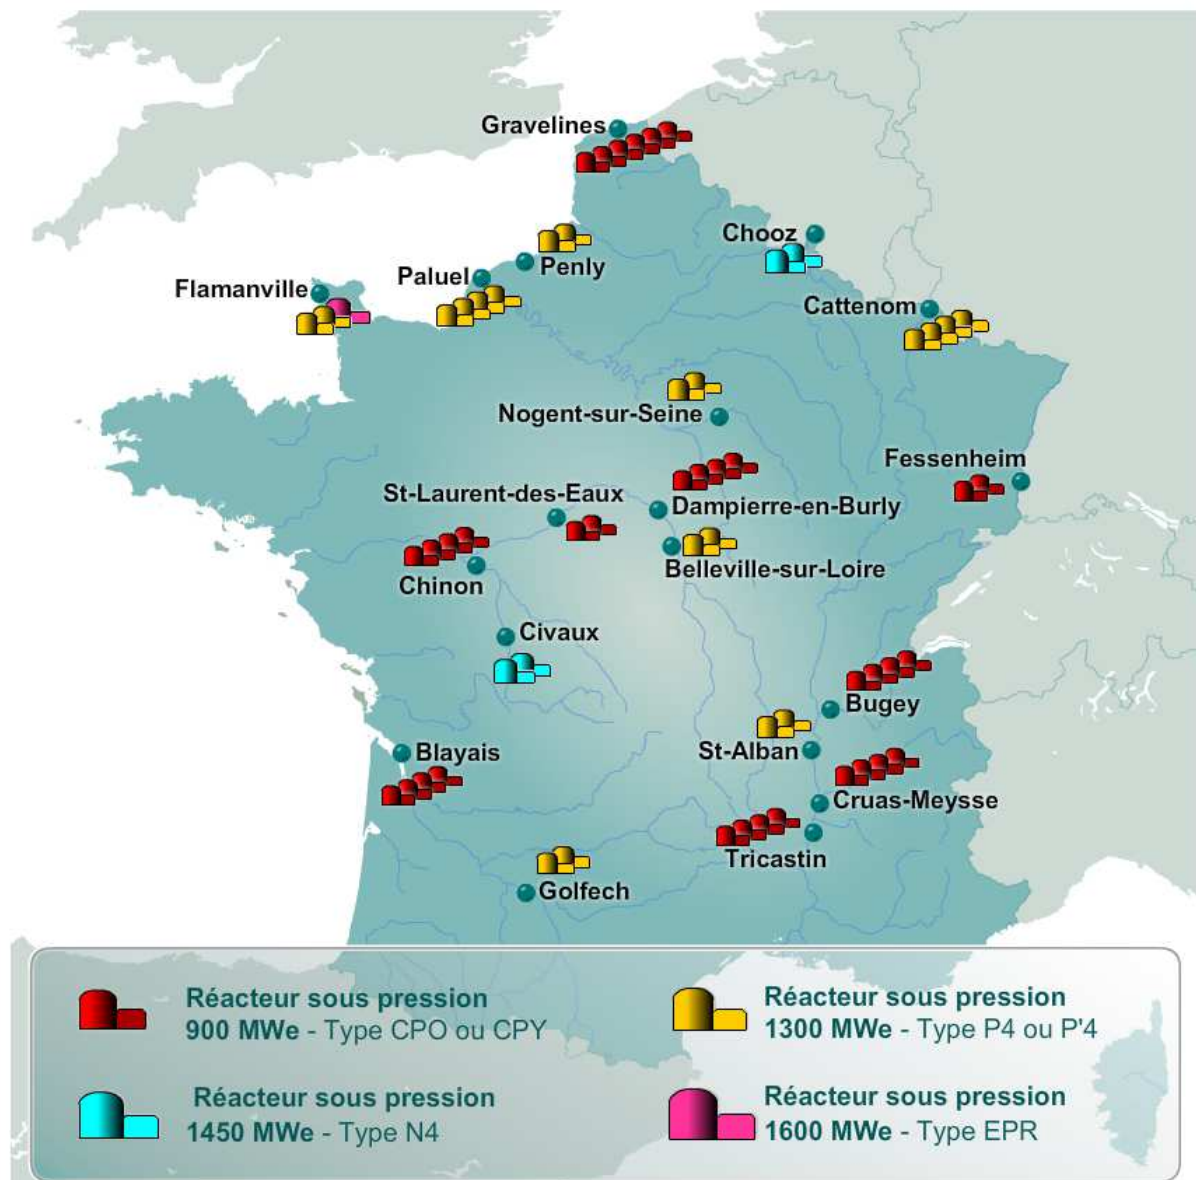 Gravelines
Chooz
Penly
Paluel
Flamanville
Cattenom
Nogent-sur-Seine
Fessenheim
St-Laurent-des-Eaux
Dampierre-en-Burly
Belleville-sur-Loire
Chinon
Civaux
Bugey
St-Alban
Blayais
Cruas-Meysse
Tricastin
Golfech
Réacteur sous pression
900 MWe - Type CPO ou CPY
Réacteur sous pression
1300 MWe - Type P4 ou P'4
Réacteur sous pression
1450 MWe - Type N4
Réacteur sous pression
1600 MWe - Type EPR